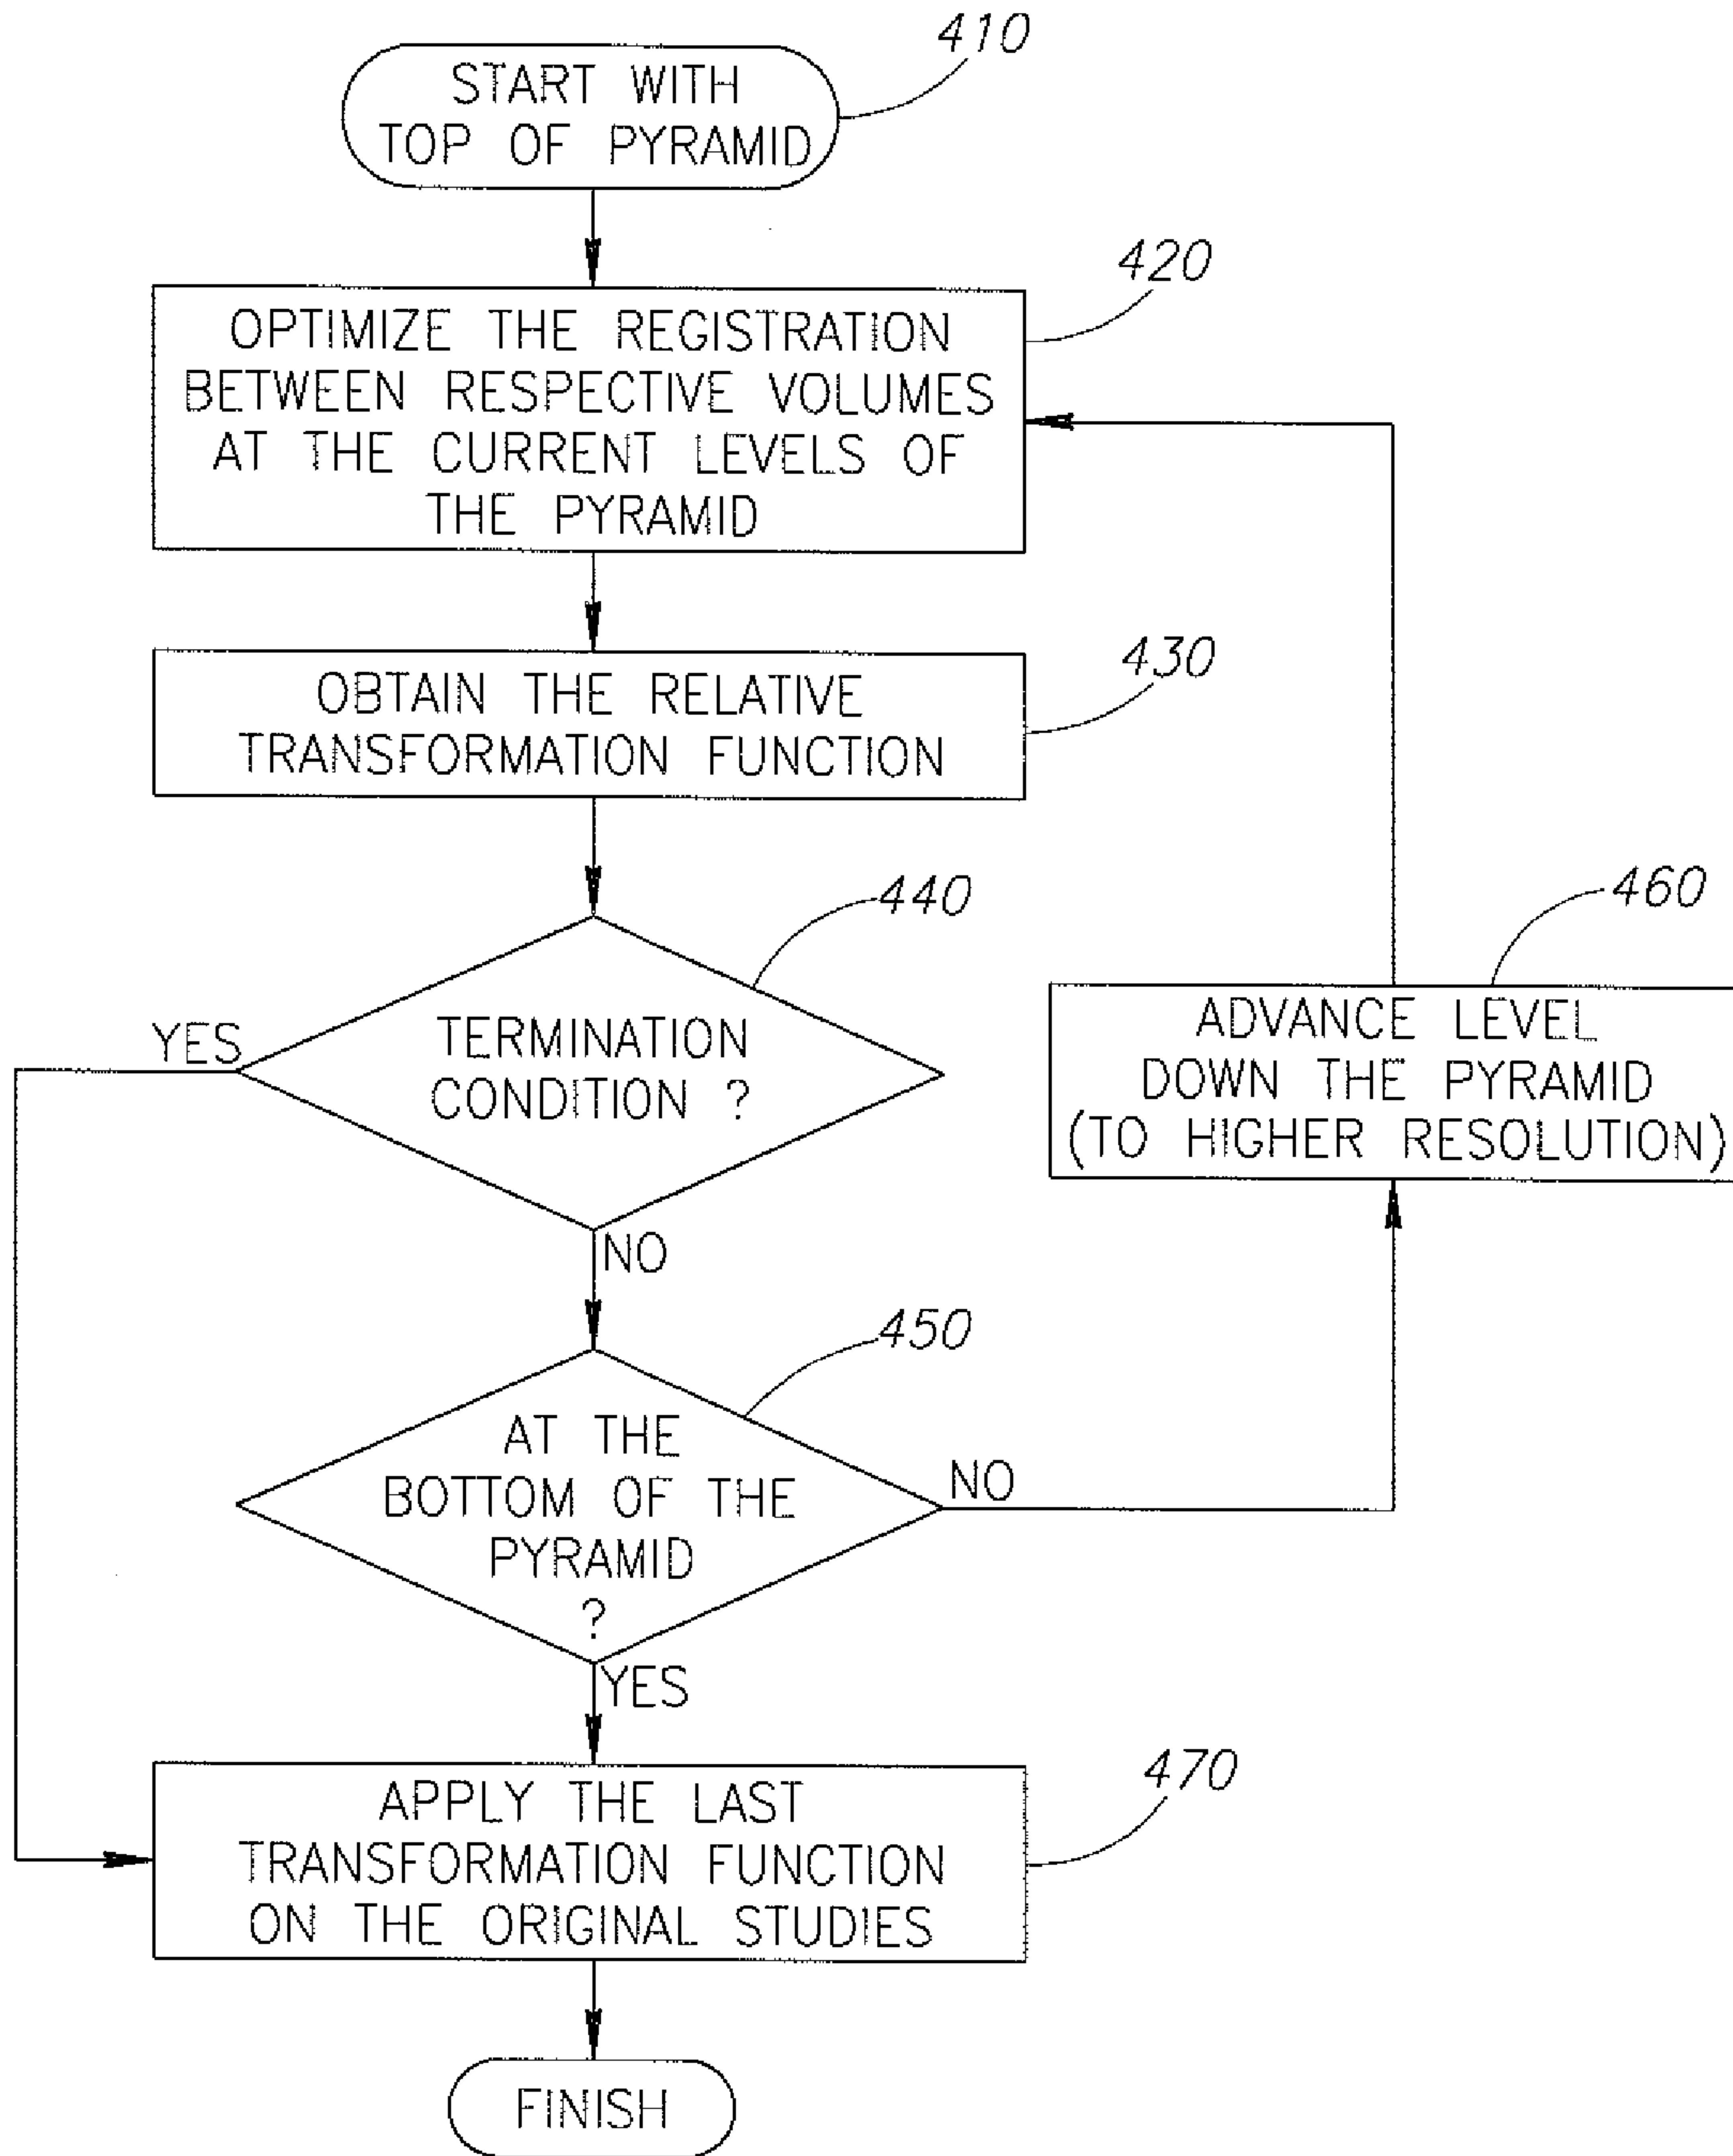 410
START WITH
TOP OF PYRAMID
420
OPTIMIZE THE REGISTRATION
BETWEEN RESPECTIVE VOLUMES
AT THE CURRENT LEVELS OF
THE PYRAMID
430
OBTAIN THE RELATIVE
TRANSFORMATION FUNCTION
440
TERMINATION
CONDITION ?
YES
NO
460
ADVANCE LEVEL
DOWN THE PYRAMID
(TO HIGHER RESOLUTION)
450
AT THE
BOTTOM OF THE
PYRAMID
?
NO
YES
470
APPLY THE LAST
TRANSFORMATION FUNCTION
ON THE ORIGINAL STUDIES
FINISH